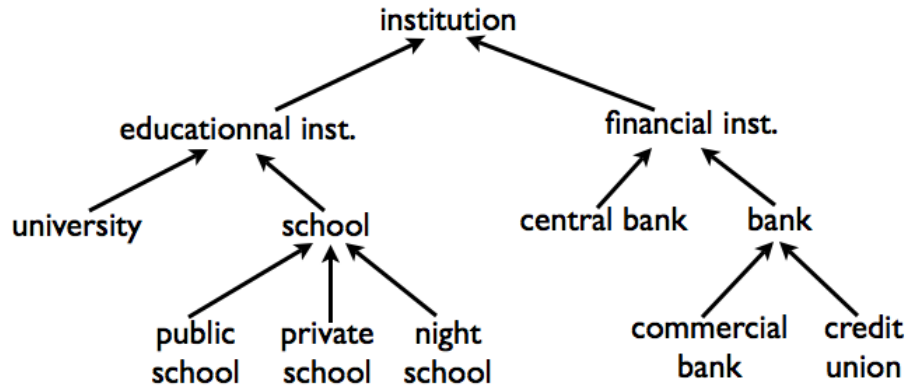 institution
educationnal inst.
financial inst.
university
school
central bank
bank
public
school
private
school
night
school
commercial
bank
credit
union